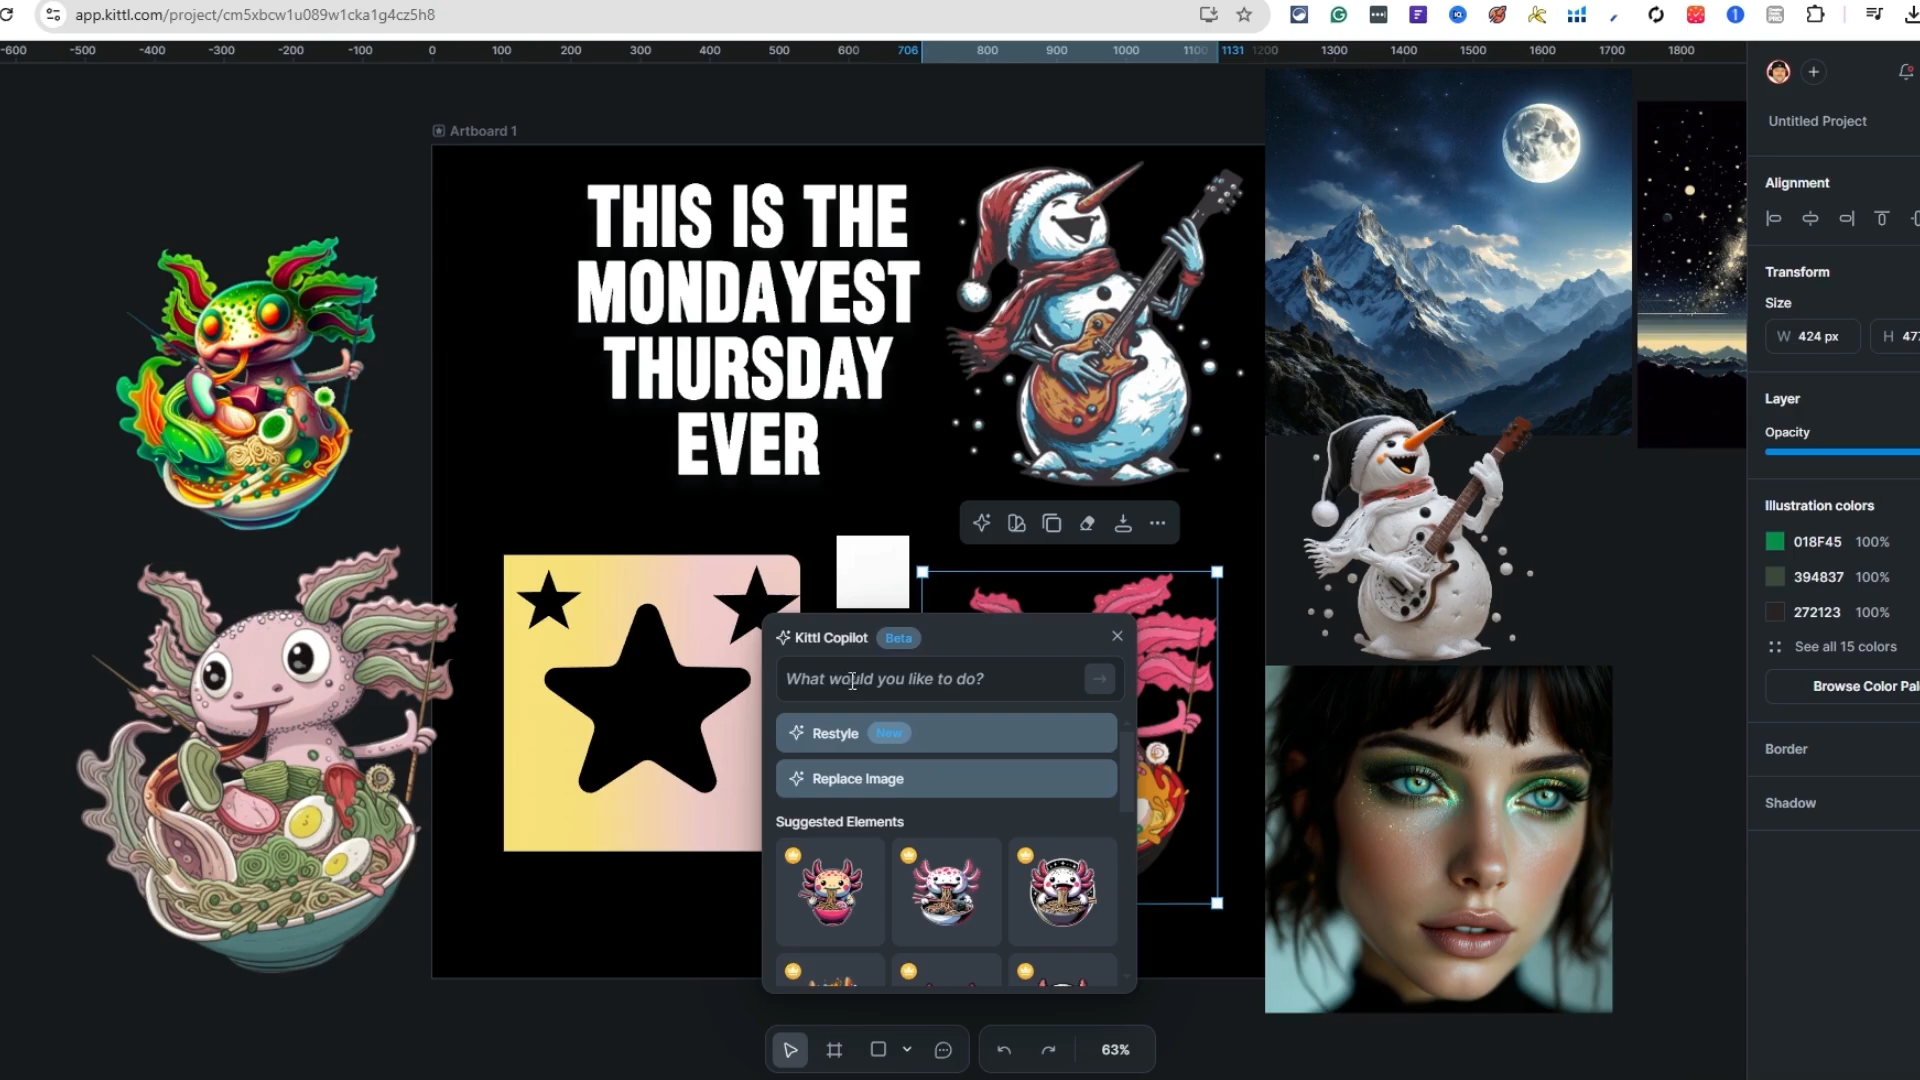 app.kittl.com/project/cm5xbcw1u089w1cka1g4cz5h8
-600 -500 -400 -300 -200 -100 0 100 200 300 400 500 600 706 800 900 1000 1100 1131 1200 1300 1400 1500 1600 1700 1800
Artboard 1
THIS IS THE
MONDAYEST
THURSDAY
EVER
Kittl Copilot Beta
What would you like to do?
Restyle New
Replace Image
Suggested Elements
63%
Untitled Project
Alignment
Transform
Size
W 424 px H 477
Layer
Opacity
Illustration colors
018F45 100%
394837 100%
272123 100%
See all 15 colors
Browse Color Pal
Border
Shadow